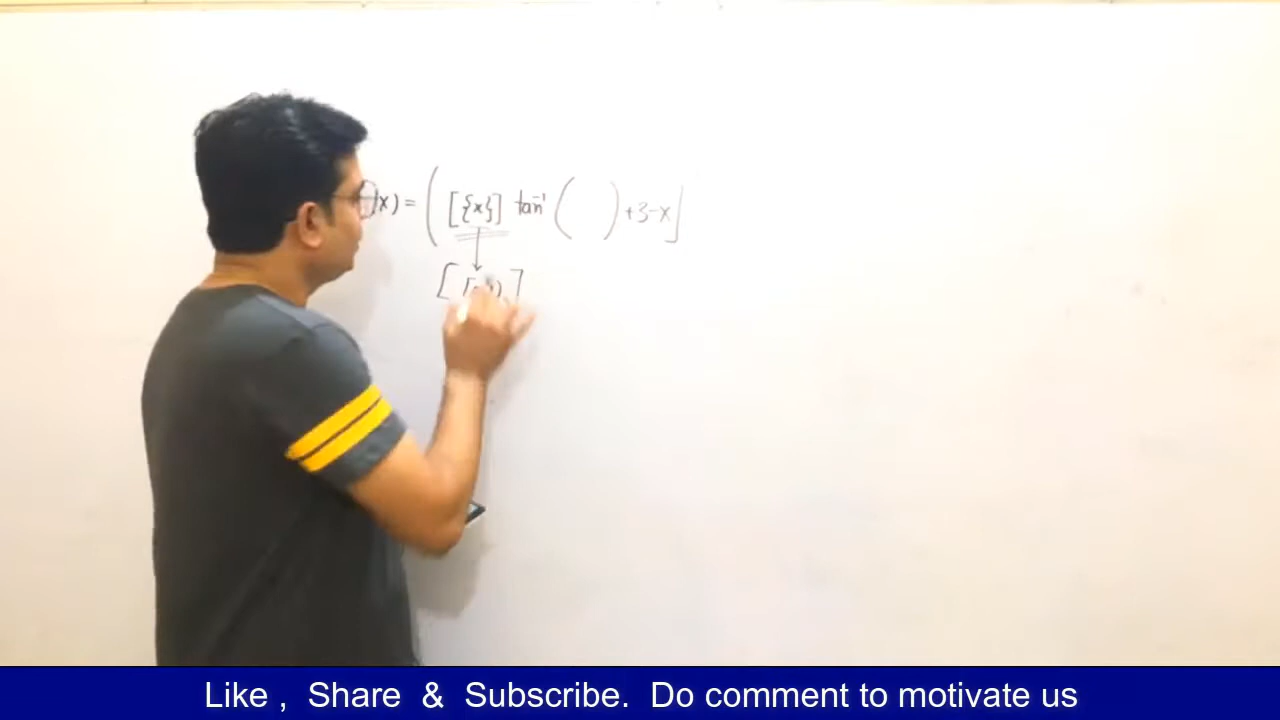 (x) = ( [{x}] tan⁻¹ ( ) +3-x ]
[ [ ) ]
Like , Share & Subscribe. Do comment to motivate us